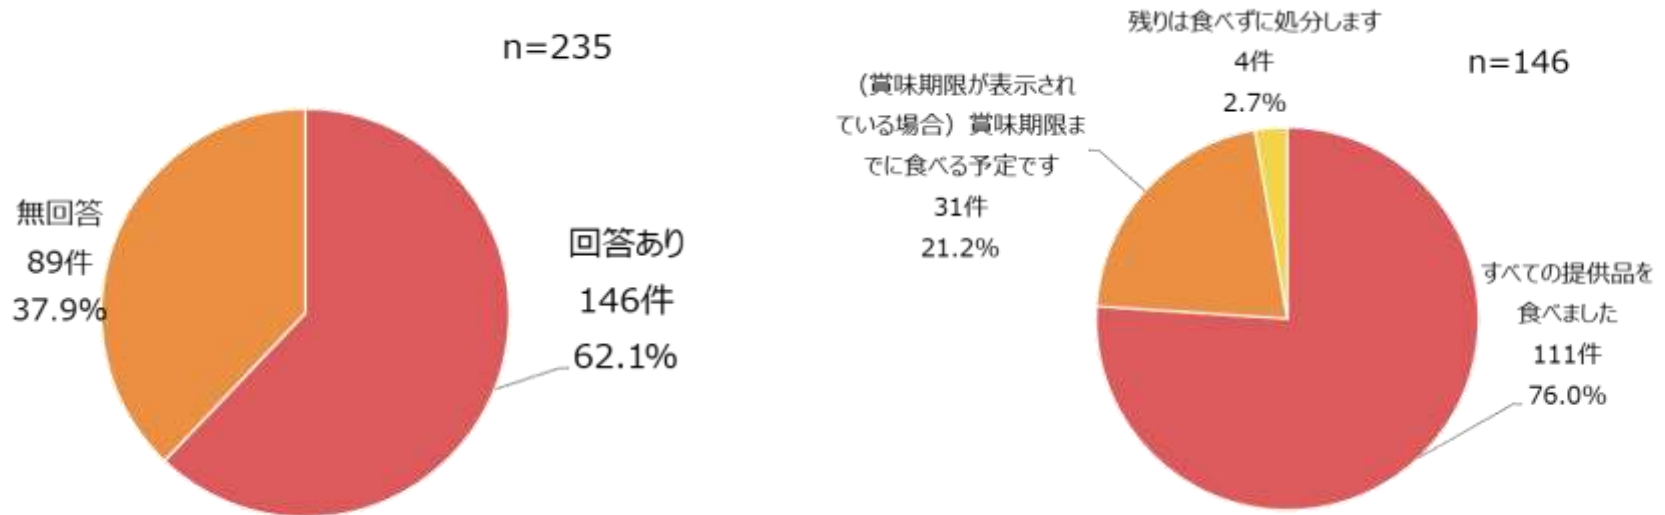 n=235
無回答
89件
37.9%
回答あり
146件
62.1%
残りは食べずに処分します
4件
2.7%
n=146
（賞味期限が表示され
ている場合）賞味期限ま
でに食べる予定です
31件
21.2%
すべての提供品を
食べました
111件
76.0%